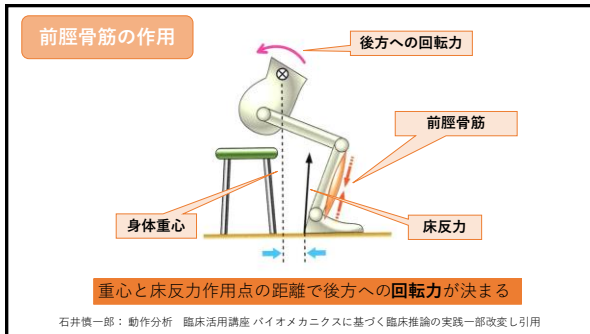 前脛骨筋の作用
後方への回転力
前脛骨筋
身体重心
床反力
重心と床反力作用点の距離で後方への回転力が決まる
石井慎一郎： 動作分析　臨床活用講座 バイオメカニクスに基づく臨床推論の実践一部改変し引用